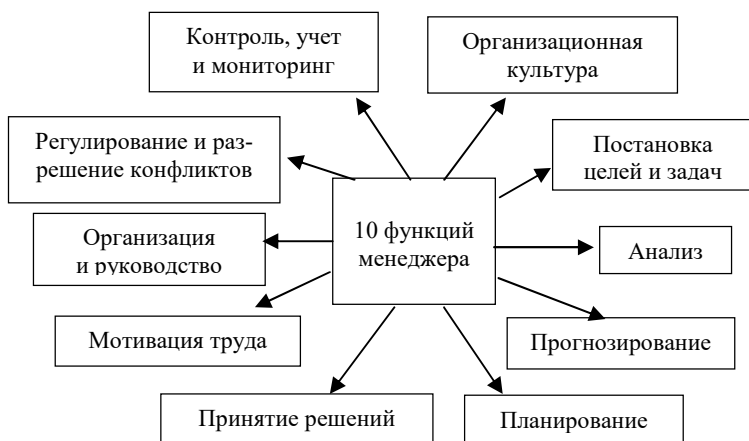 Контроль, учет
и мониторинг
Организационная
культура
Регулирование и раз-
решение конфликтов
Постановка
целей и задач
10 функций
менеджера
Организация
и руководство
Анализ
Мотивация труда
Прогнозирование
Принятие решений
Планирование